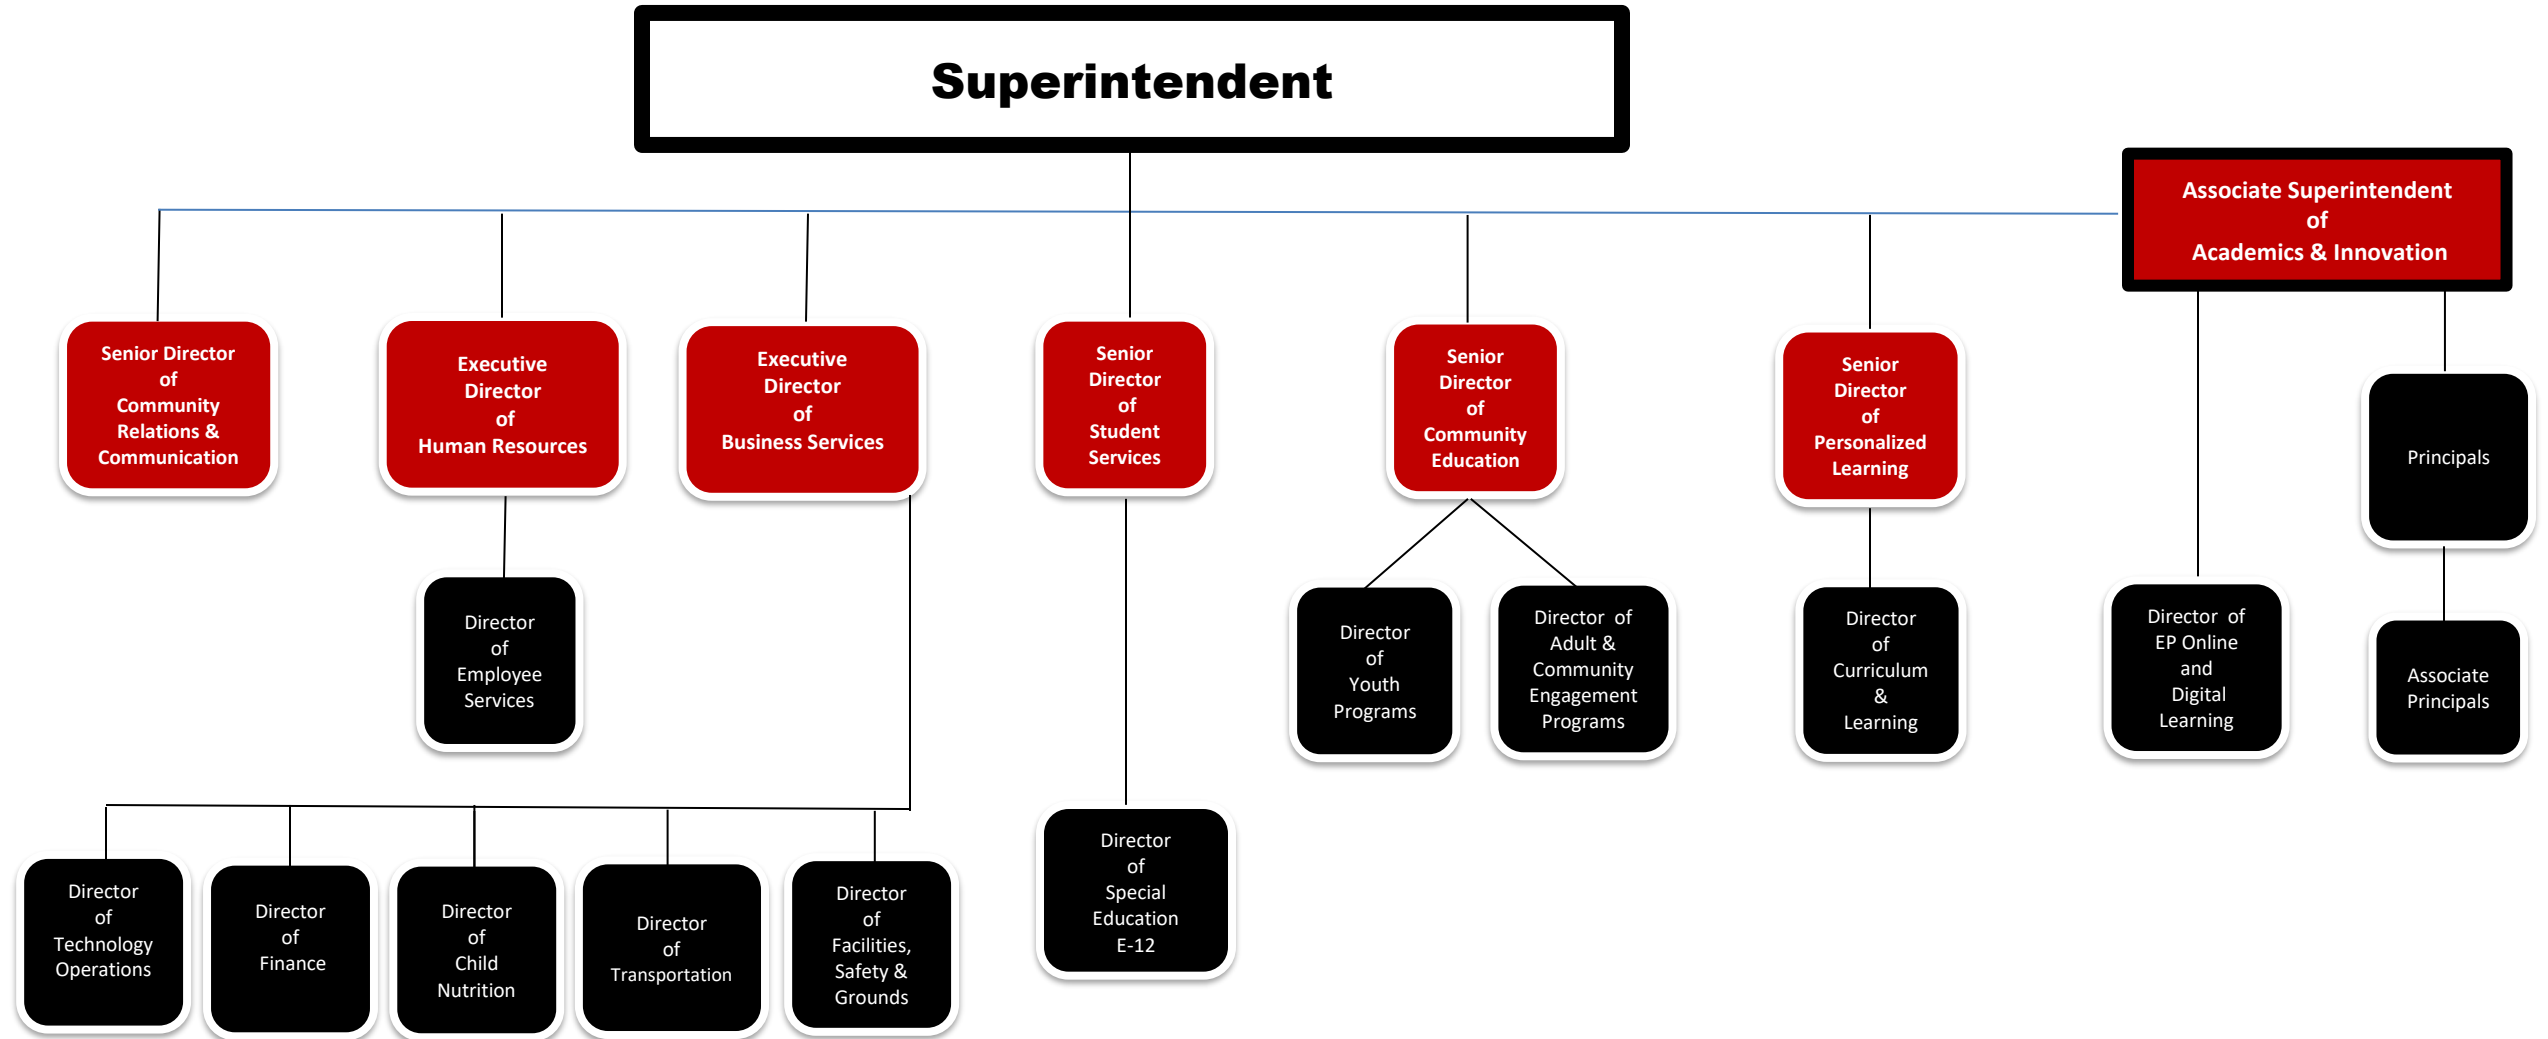 Superintendent
Associate Superintendent
of
Academics & Innovation
Senior Director
of
Community
Relations &
Communication
Executive
Director
of
Human Resources
Executive
Director
of
Business Services
Senior
Director
of
Student
Services
Senior
Director
of
Community
Education
Senior
Director
of
Personalized
Learning
Principals
Director
of
Employee
Services
Director
of
Youth
Programs
Director of
Adult &
Community
Engagement
Programs
Director
of
Curriculum
&
Learning
Director of
EP Online
and
Digital
Learning
Associate
Principals
Director
of
Technology
Operations
Director
of
Finance
Director
of
Child
Nutrition
Director
of
Transportation
Director
of
Facilities,
Safety &
Grounds
Director
of
Special
Education
E-12